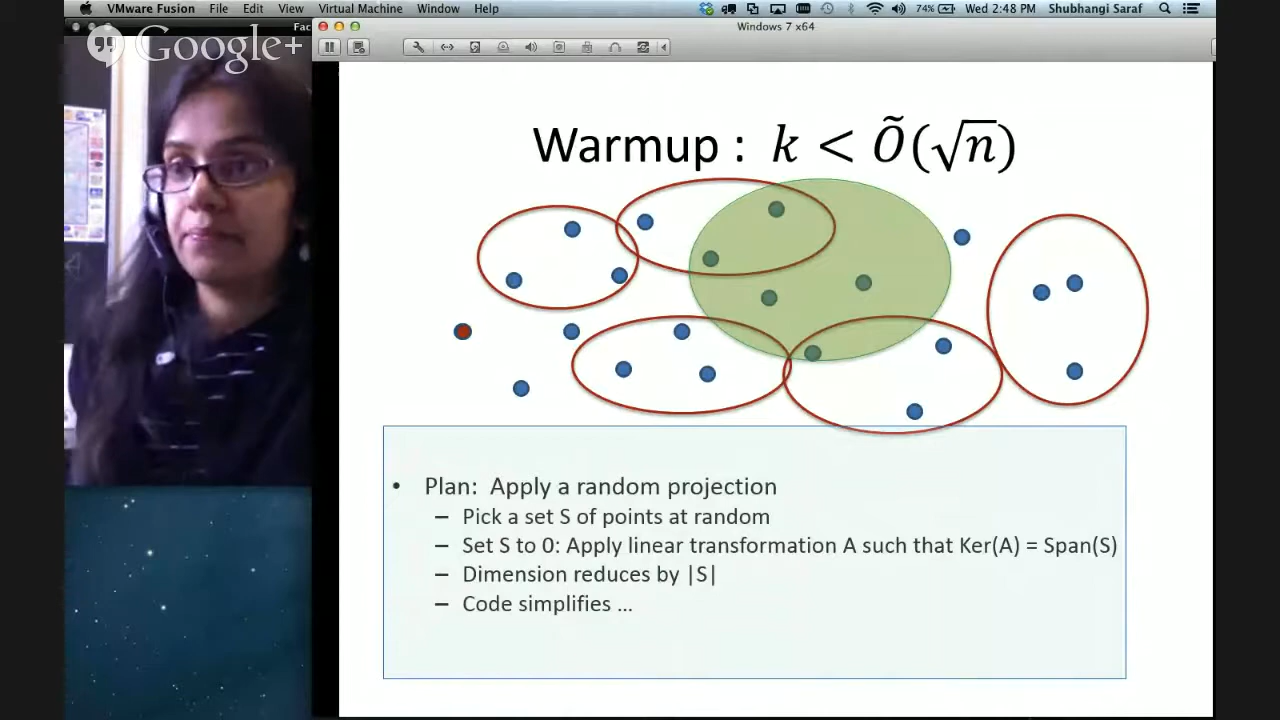 VMware Fusion File Edit View Virtual Machine Window Help 74% Wed 2:48 PM Shubhangi Saraf
Fac
Windows 7 x64
Google+
Warmup : k < Õ(√n)
• Plan: Apply a random projection
– Pick a set S of points at random
– Set S to 0: Apply linear transformation A such that Ker(A) = Span(S)
– Dimension reduces by |S|
– Code simplifies …